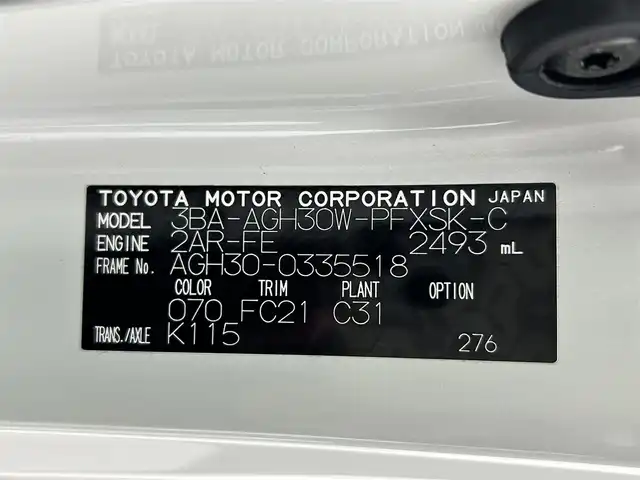 TOYOTA MOTOR CORPORATION JAPAN
MODEL 3BA-AGH30W-PFXSK-C
ENGINE 2AR-FE 2493 mL
FRAME No. AGH30-0335518
COLOR TRIM PLANT OPTION
070 FC21 C31
TRANS./AXLE K115 276